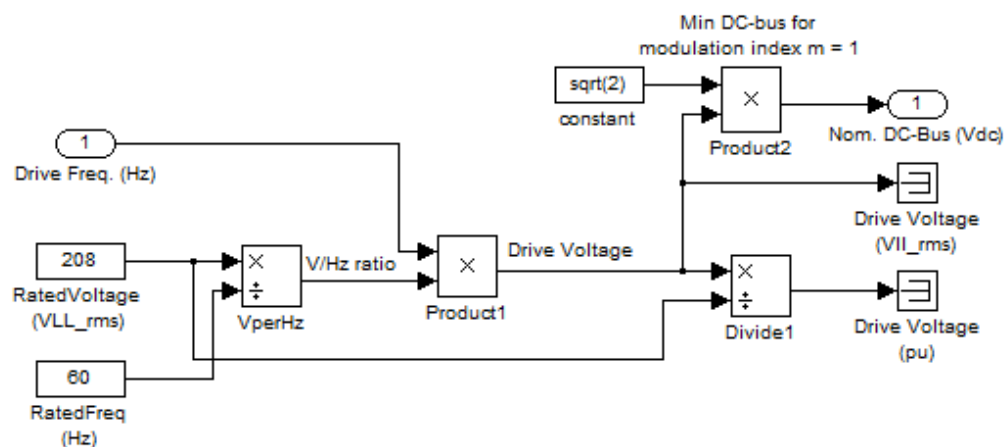 Min DC-bus for
modulation index m = 1
sqrt(2)
constant
×
Product2
1
Nom. DC-Bus (Vdc)
1
Drive Freq. (Hz)
Drive Voltage
(Vll_rms)
208
RatedVoltage
(VLL_rms)
×
÷
VperHz
V/Hz ratio
×
Product1
Drive Voltage
×
÷
Divide1
Drive Voltage
(pu)
60
RatedFreq
(Hz)